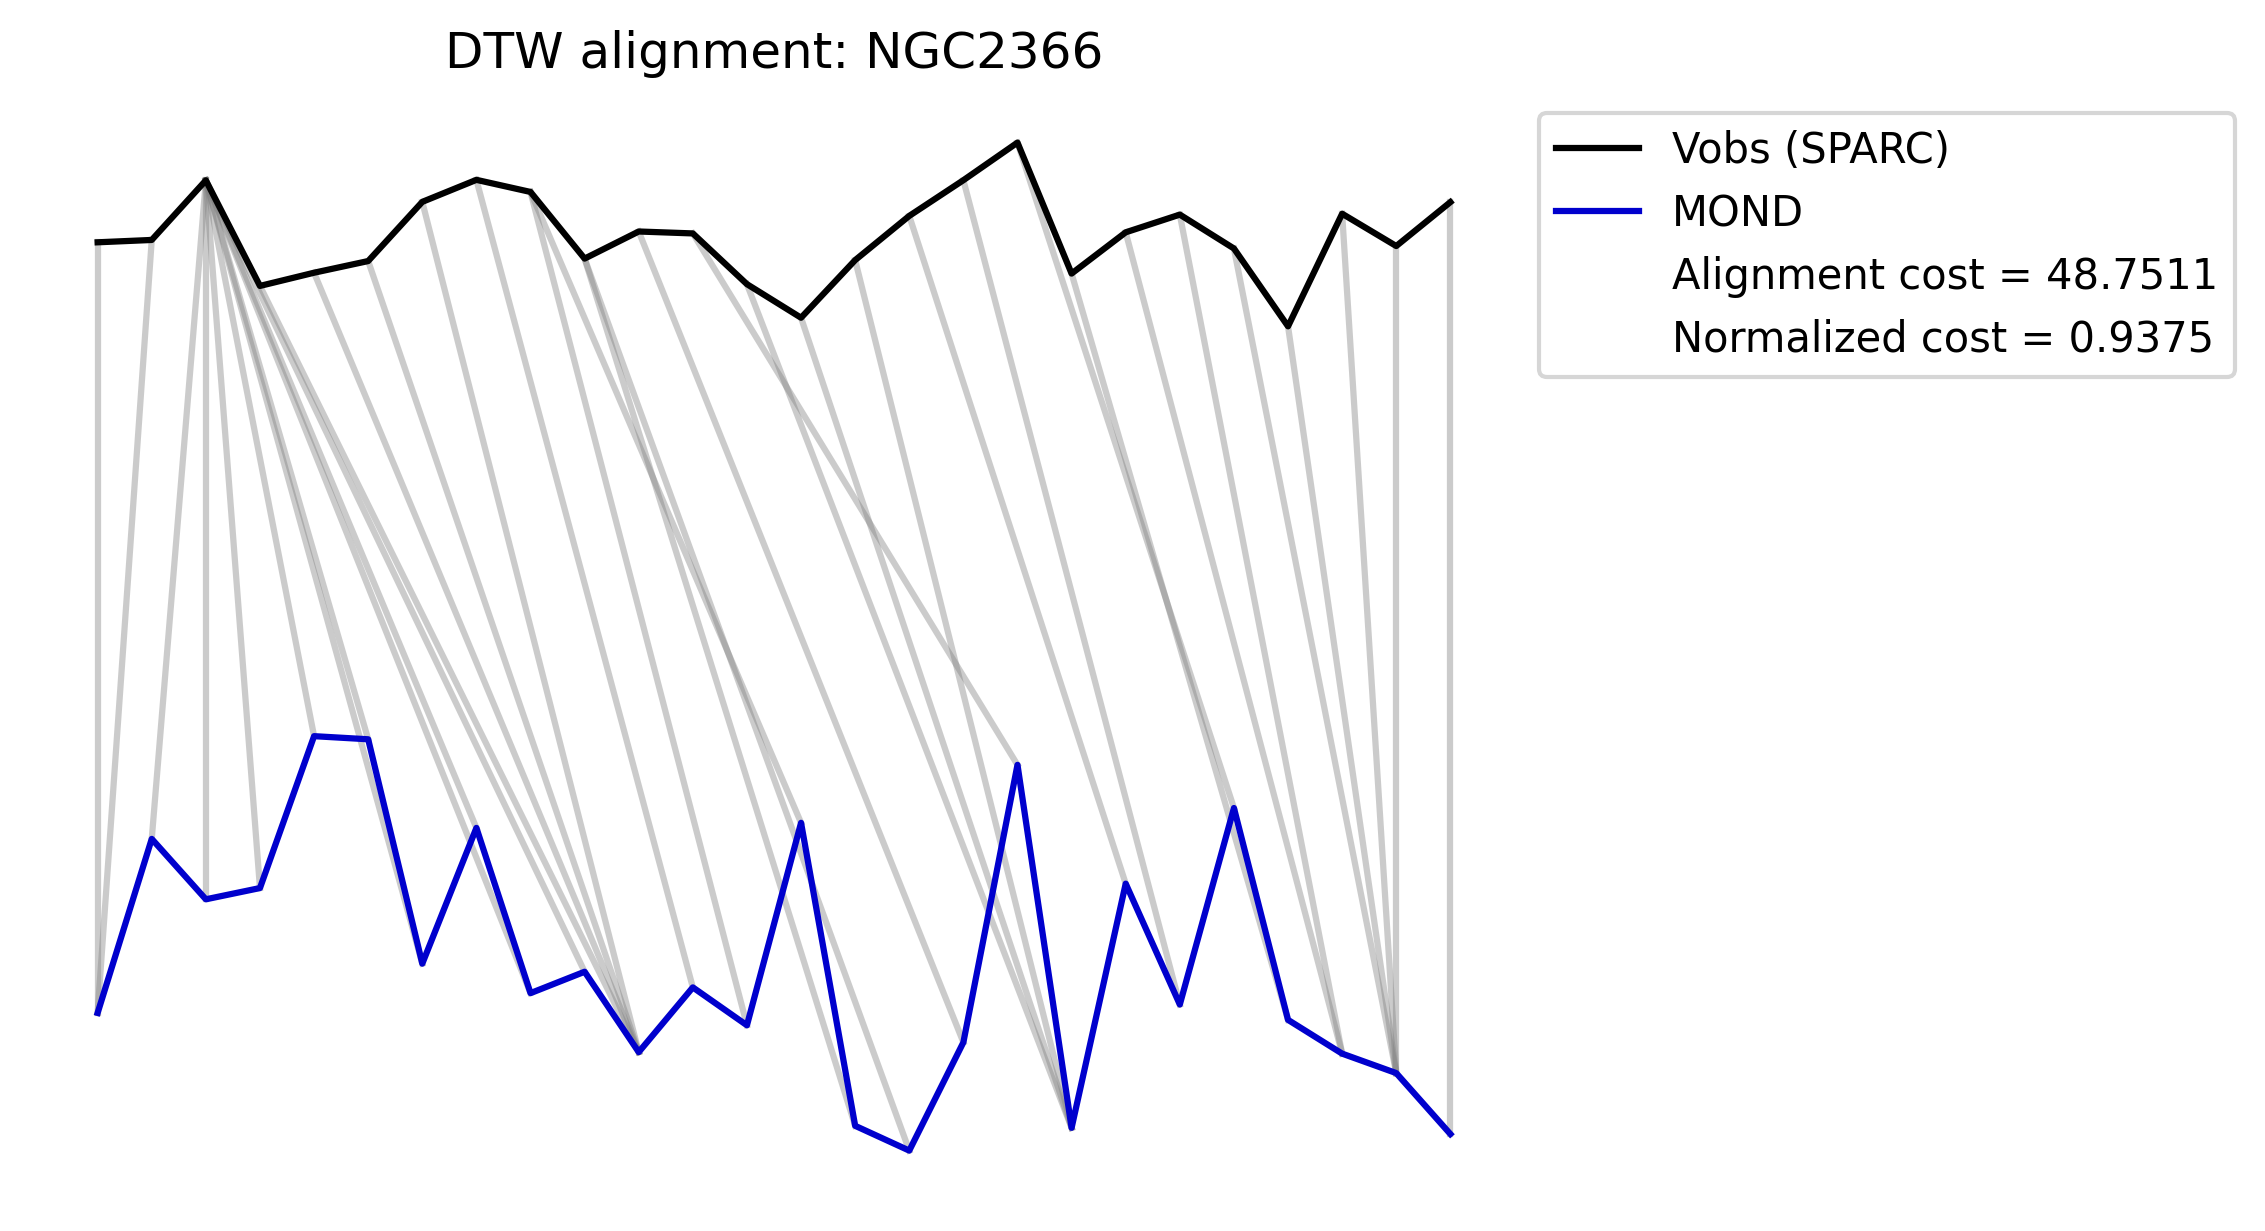 DTW alignment: NGC2366
Vobs (SPARC)
MOND
Alignment cost = 48.7511
Normalized cost = 0.9375